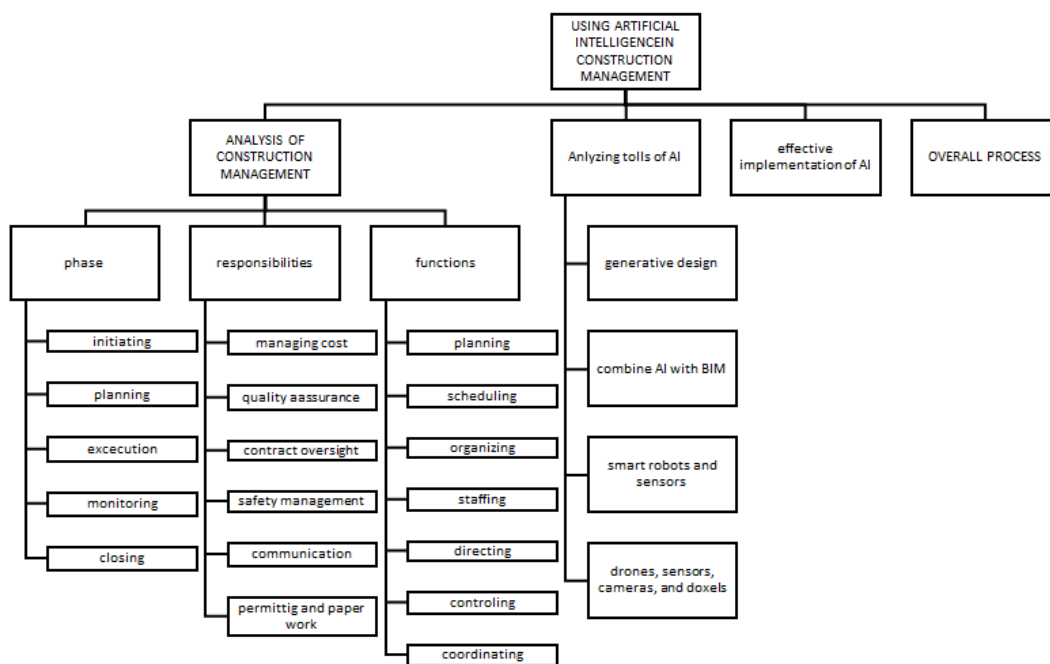 USING ARTIFICIAL
INTELLIGENCEIN
CONSTRUCTION
MANAGEMENT
ANALYSIS OF
CONSTRUCTION
MANAGEMENT
Anlyzing tolls of AI
effective
implementation of AI
OVERALL PROCESS
phase
responsibilities
functions
initiating
planning
excecution
monitoring
closing
managing cost
quality aassurance
contract oversight
safety management
communication
permittig and paper
work
planning
scheduling
organizing
staffing
directing
controling
coordinating
generative design
combine AI with BIM
smart robots and
sensors
drones, sensors,
cameras, and doxels